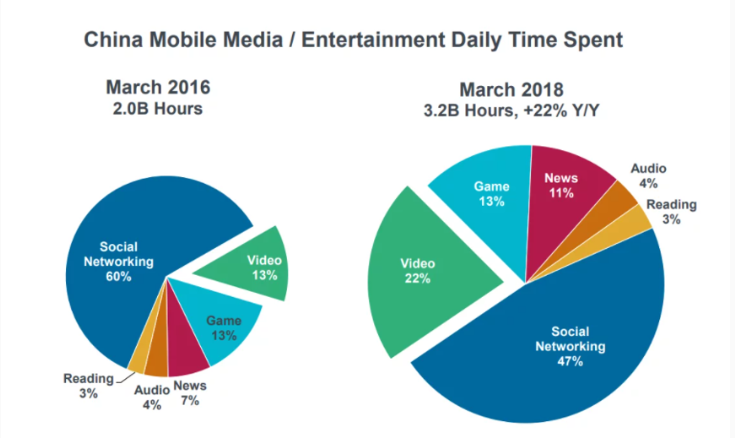 China Mobile Media / Entertainment Daily Time Spent
March 2016
2.0B Hours
Social
Networking
60%
Video
13%
Game
13%
News
7%
Audio
4%
Reading
3%
March 2018
3.2B Hours, +22% Y/Y
Game
13%
News
11%
Audio
4%
Reading
3%
Video
22%
Social
Networking
47%